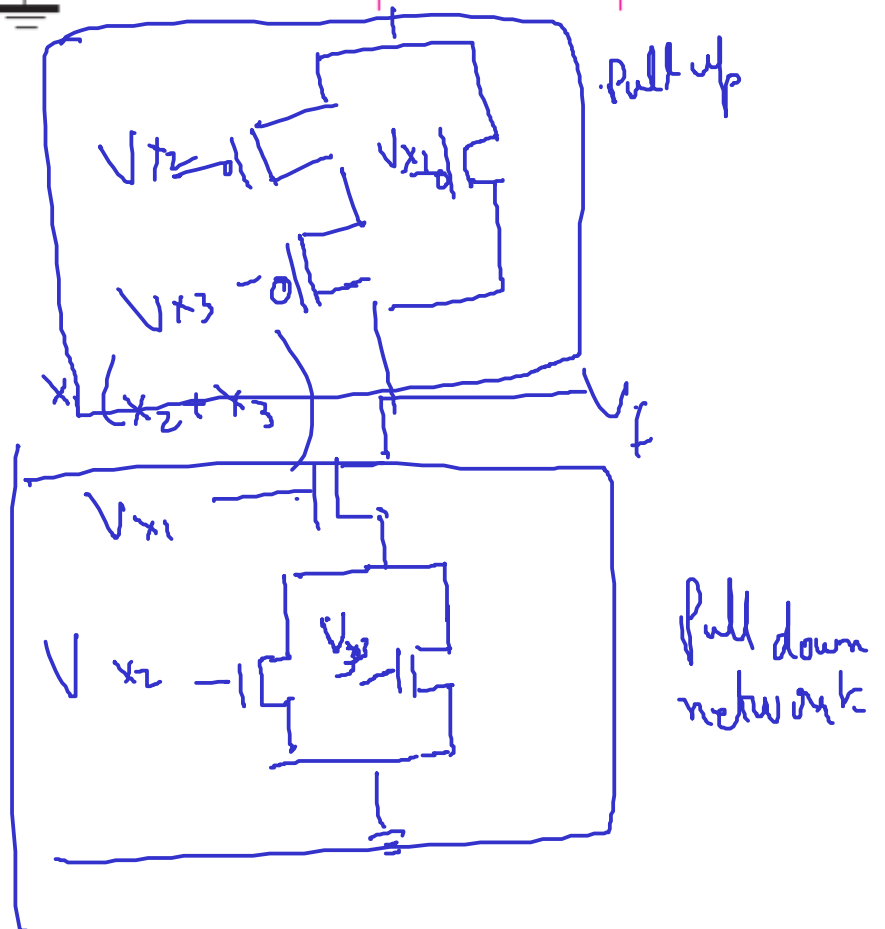 Pull up
Vx2
Vx1
Vx3
x1 (x2 + x3)
Vf
Vx1
Vx2
Vx3
Pull down
network